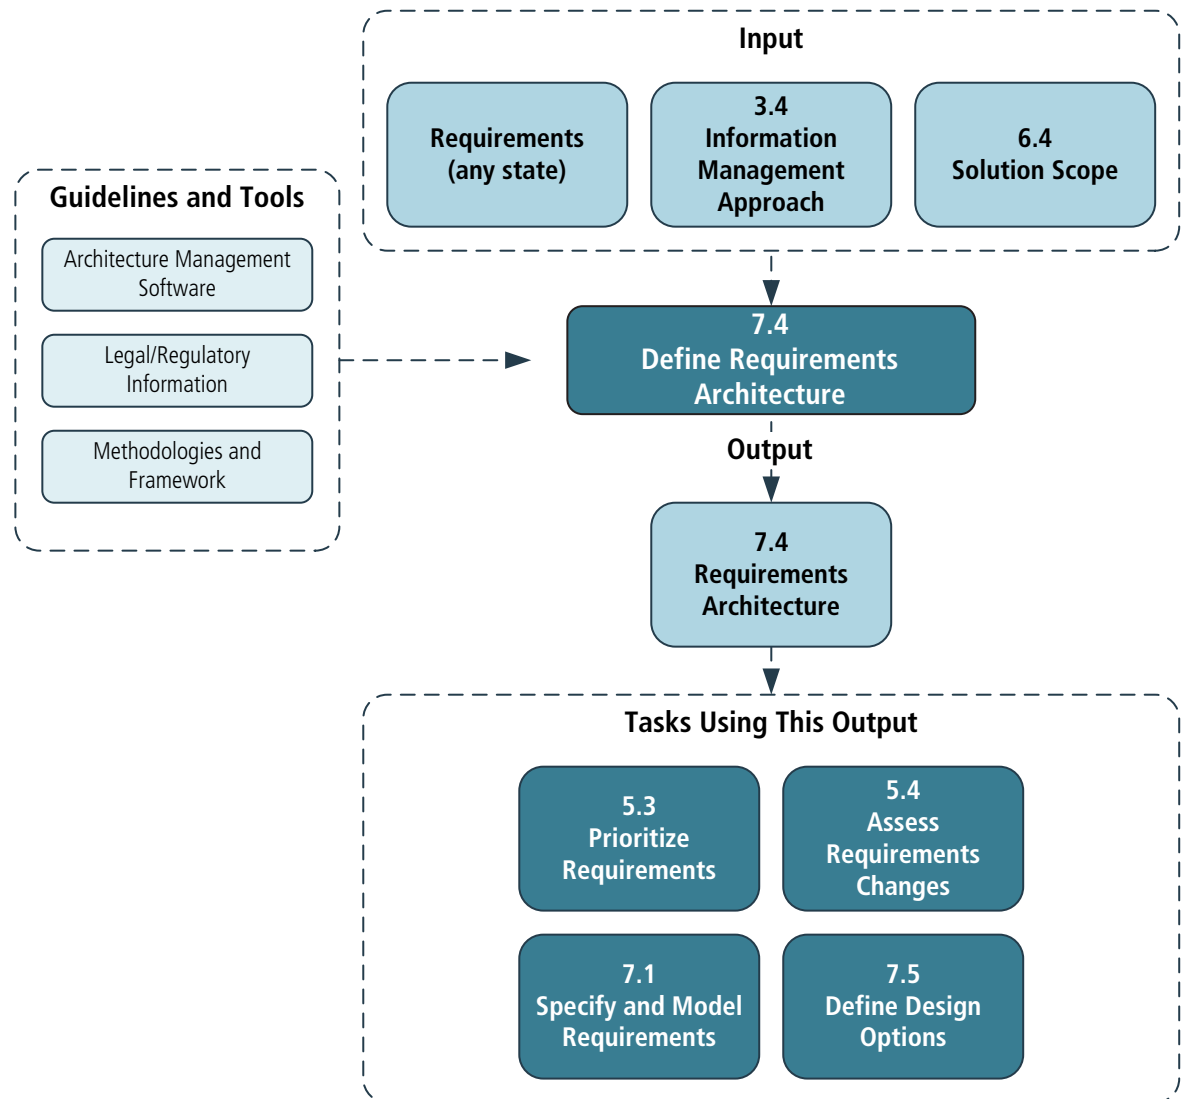 Input
Requirements
(any state)
3.4
Information
Management
Approach
6.4
Solution Scope
Guidelines and Tools
Architecture Management
Software
Legal/Regulatory
Information
Methodologies and
Framework
7.4
Define Requirements
Architecture
Output
7.4
Requirements
Architecture
Tasks Using This Output
5.3
Prioritize
Requirements
5.4
Assess
Requirements
Changes
7.1
Specify and Model
Requirements
7.5
Define Design
Options